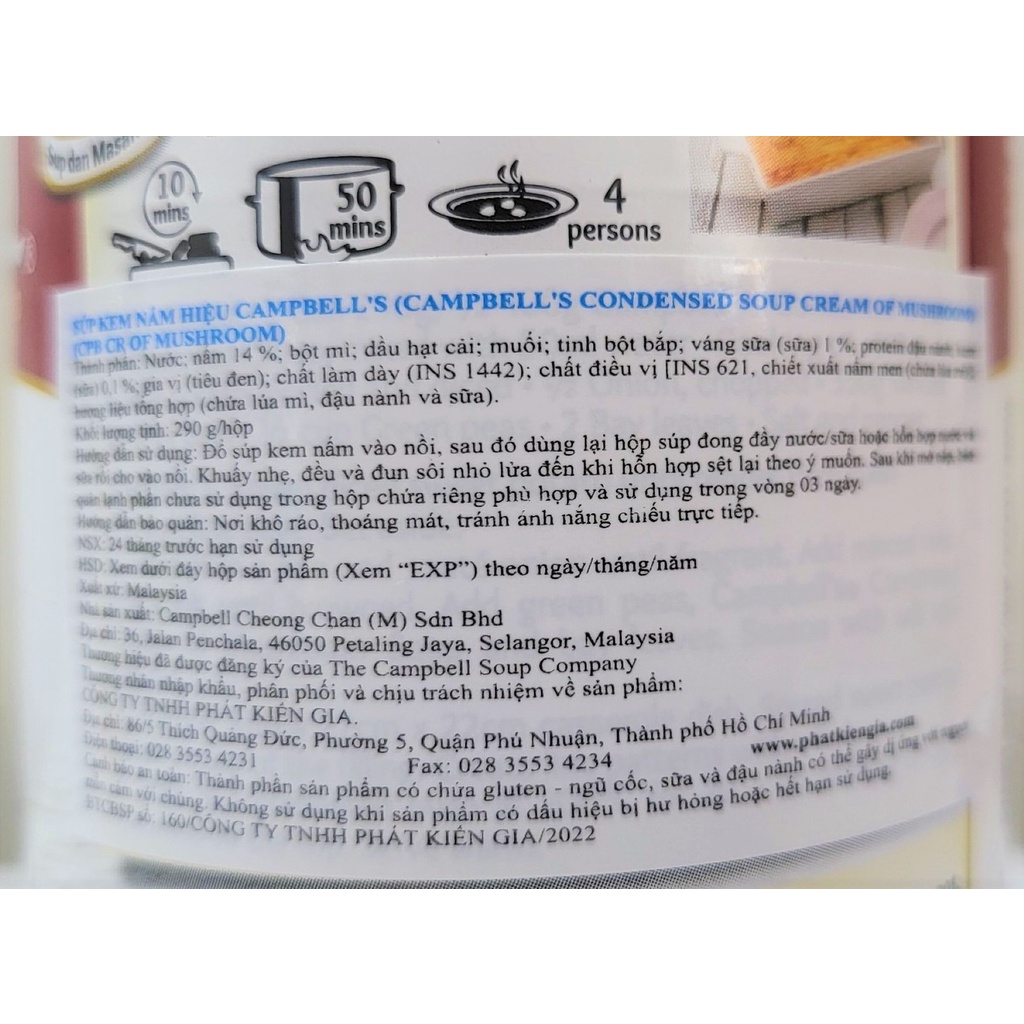 Sup dan Masa
10
mins
50
mins
4
persons
SÚP KEM NẤM HIỆU CAMPBELL'S (CAMPBELL'S CONDENSED SOUP CREAM OF MUSHROOM)
(CPB CR OF MUSHROOM)
Thành phần: Nước; nấm 14 %; bột mì; dầu hạt cải; muối; tinh bột bắp; váng sữa (sữa) 1 %; protein đậu nành
(sữa) 0,1 %; gia vị (tiêu đen); chất làm dày (INS 1442); chất điều vị [INS 621, chiết xuất nấm men (chứa lúa mì)];
hương liệu tổng hợp (chứa lúa mì, đậu nành và sữa).
Khối lượng tịnh: 290 g/hộp
Hướng dẫn sử dụng: Đổ súp kem nấm vào nồi, sau đó dùng lại hộp súp đong đầy nước/sữa hoặc hỗn hợp nước và
sữa rồi cho vào nồi. Khuấy nhẹ, đều và đun sôi nhỏ lửa đến khi hỗn hợp sệt lại theo ý muốn. Sau khi mở nắp, bảo
quản lạnh phần chưa sử dụng trong hộp chứa riêng phù hợp và sử dụng trong vòng 03 ngày.
Hướng dẫn bảo quản: Nơi khô ráo, thoáng mát, tránh ánh nắng chiếu trực tiếp.
NSX: 24 tháng trước hạn sử dụng
HSD: Xem dưới đáy hộp sản phẩm (Xem “EXP”) theo ngày/tháng/năm
Xuất xứ: Malaysia
Nhà sản xuất: Campbell Cheong Chan (M) Sdn Bhd
Địa chỉ: 36, Jalan Penchala, 46050 Petaling Jaya, Selangor, Malaysia
Thương hiệu đã được đăng ký của The Campbell Soup Company
Thương nhân nhập khẩu, phân phối và chịu trách nhiệm về sản phẩm:
CÔNG TY TNHH PHÁT KIẾN GIA.
Địa chỉ: 86/5 Thích Quảng Đức, Phường 5, Quận Phú Nhuận, Thành phố Hồ Chí Minh
Điện thoại: 028 3553 4231 Fax: 028 3553 4234 www.phatkiengia.com
Cảnh báo an toàn: Thành phần sản phẩm có chứa gluten - ngũ cốc, sữa và đậu nành có thể gây dị ứng với người
mẫn cảm với chúng. Không sử dụng khi sản phẩm có dấu hiệu bị hư hỏng hoặc hết hạn sử dụng.
BTCBSP số: 160/CÔNG TY TNHH PHÁT KIẾN GIA/2022